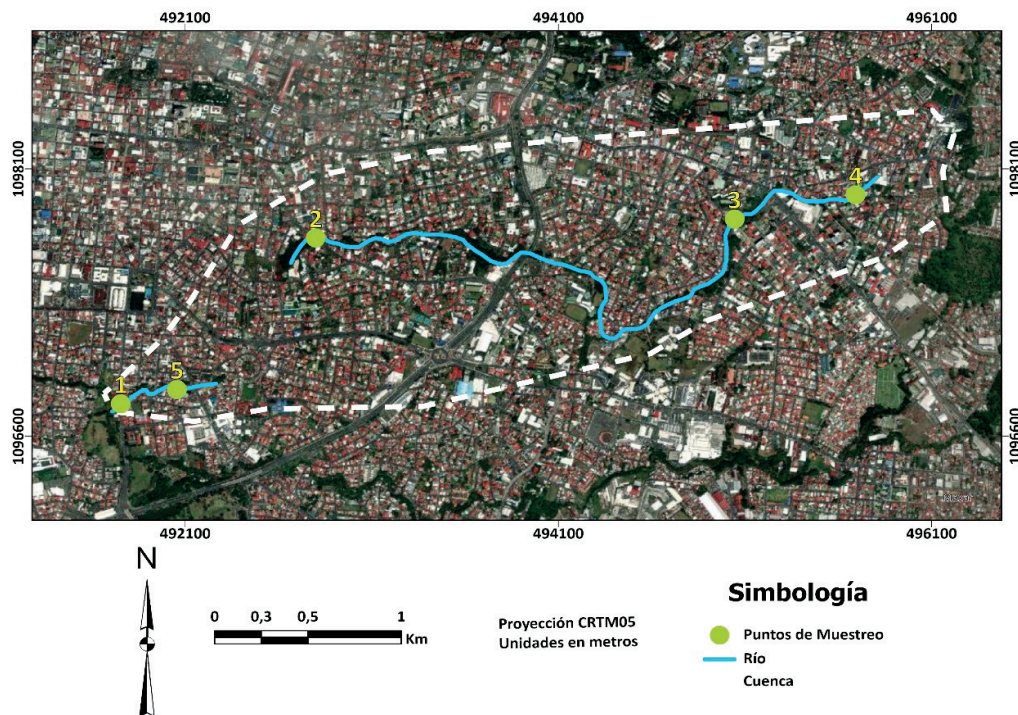 492100 494100 496100
1098100 1098100
2 3 4
1 5
1096600 1096600
492100 494100 496100
N
0 0,3 0,5 1
Km
Proyección CRTM05
Unidades en metros
Simbología
Puntos de Muestreo
Río
Cuenca